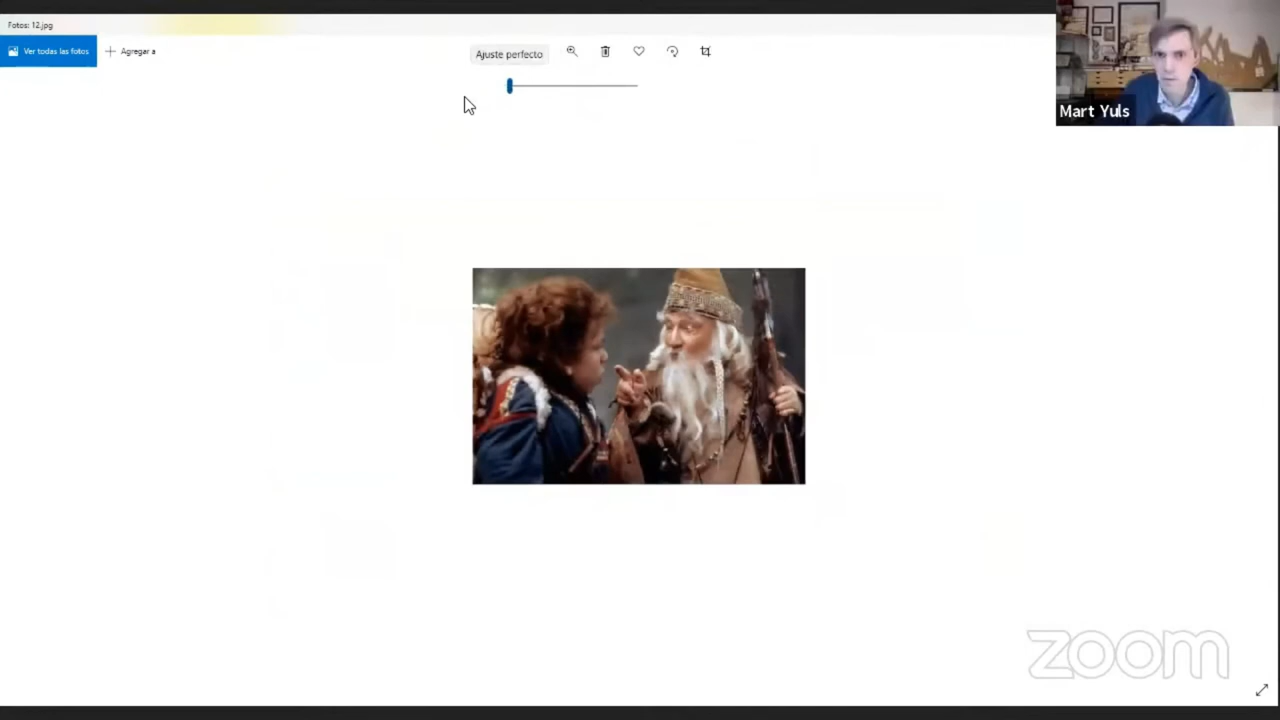 Fotos: 12.jpg
Ver todas las fotos
Agregar a
Ajuste perfecto
Mart Yuls
zoom